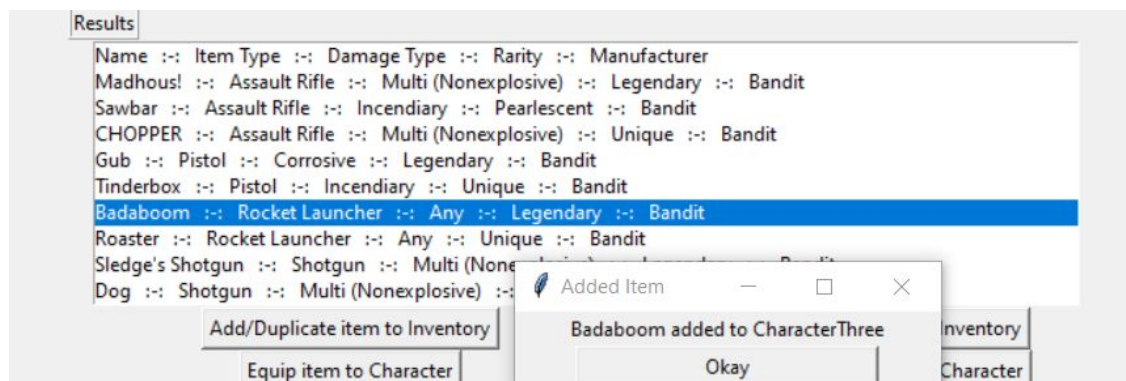 Results
Name :-: Item Type :-: Damage Type :-: Rarity :-: Manufacturer
Madhous! :-: Assault Rifle :-: Multi (Nonexplosive) :-: Legendary :-: Bandit
Sawbar :-: Assault Rifle :-: Incendiary :-: Pearlescent :-: Bandit
CHOPPER :-: Assault Rifle :-: Multi (Nonexplosive) :-: Unique :-: Bandit
Gub :-: Pistol :-: Corrosive :-: Legendary :-: Bandit
Tinderbox :-: Pistol :-: Incendiary :-: Unique :-: Bandit
Badaboom :-: Rocket Launcher :-: Any :-: Legendary :-: Bandit
Roaster :-: Rocket Launcher :-: Any :-: Unique :-: Bandit
Sledge's Shotgun :-: Shotgun :-: Multi
Dog :-: Shotgun :-: Multi (Nonexplosive) :-:
Added Item
Badaboom added to CharacterThree
Okay
Add/Duplicate item to Inventory
Inventory
Equip item to Character
Character